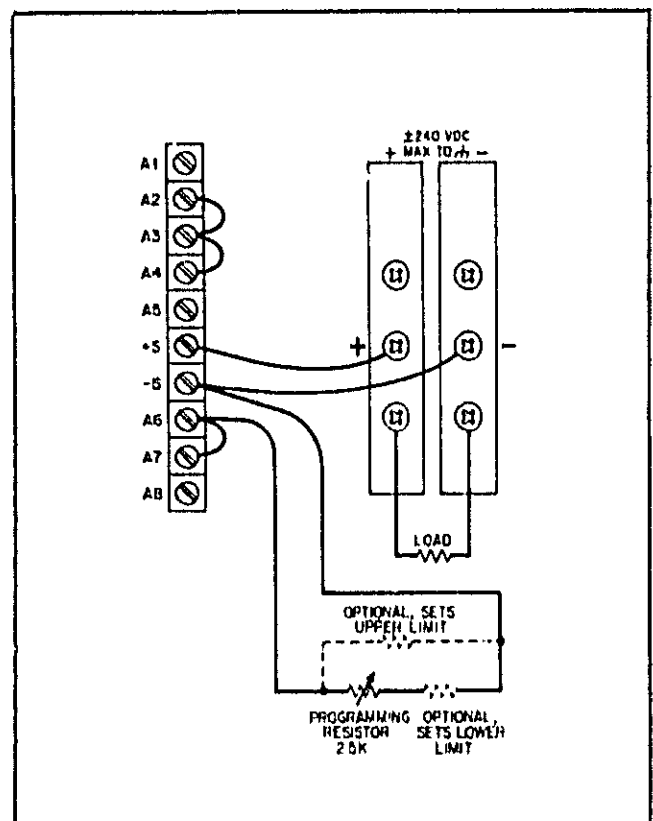 ±240 VDC
+ MAX TO ⏚ −
A1
A2
A3
A4
A5
+S
+ −
-S
A6
A7
A8
LOAD
OPTIONAL, SETS
UPPER LIMIT
PROGRAMMING
RESISTOR
2.5K
OPTIONAL,
SETS LOWER
LIMIT